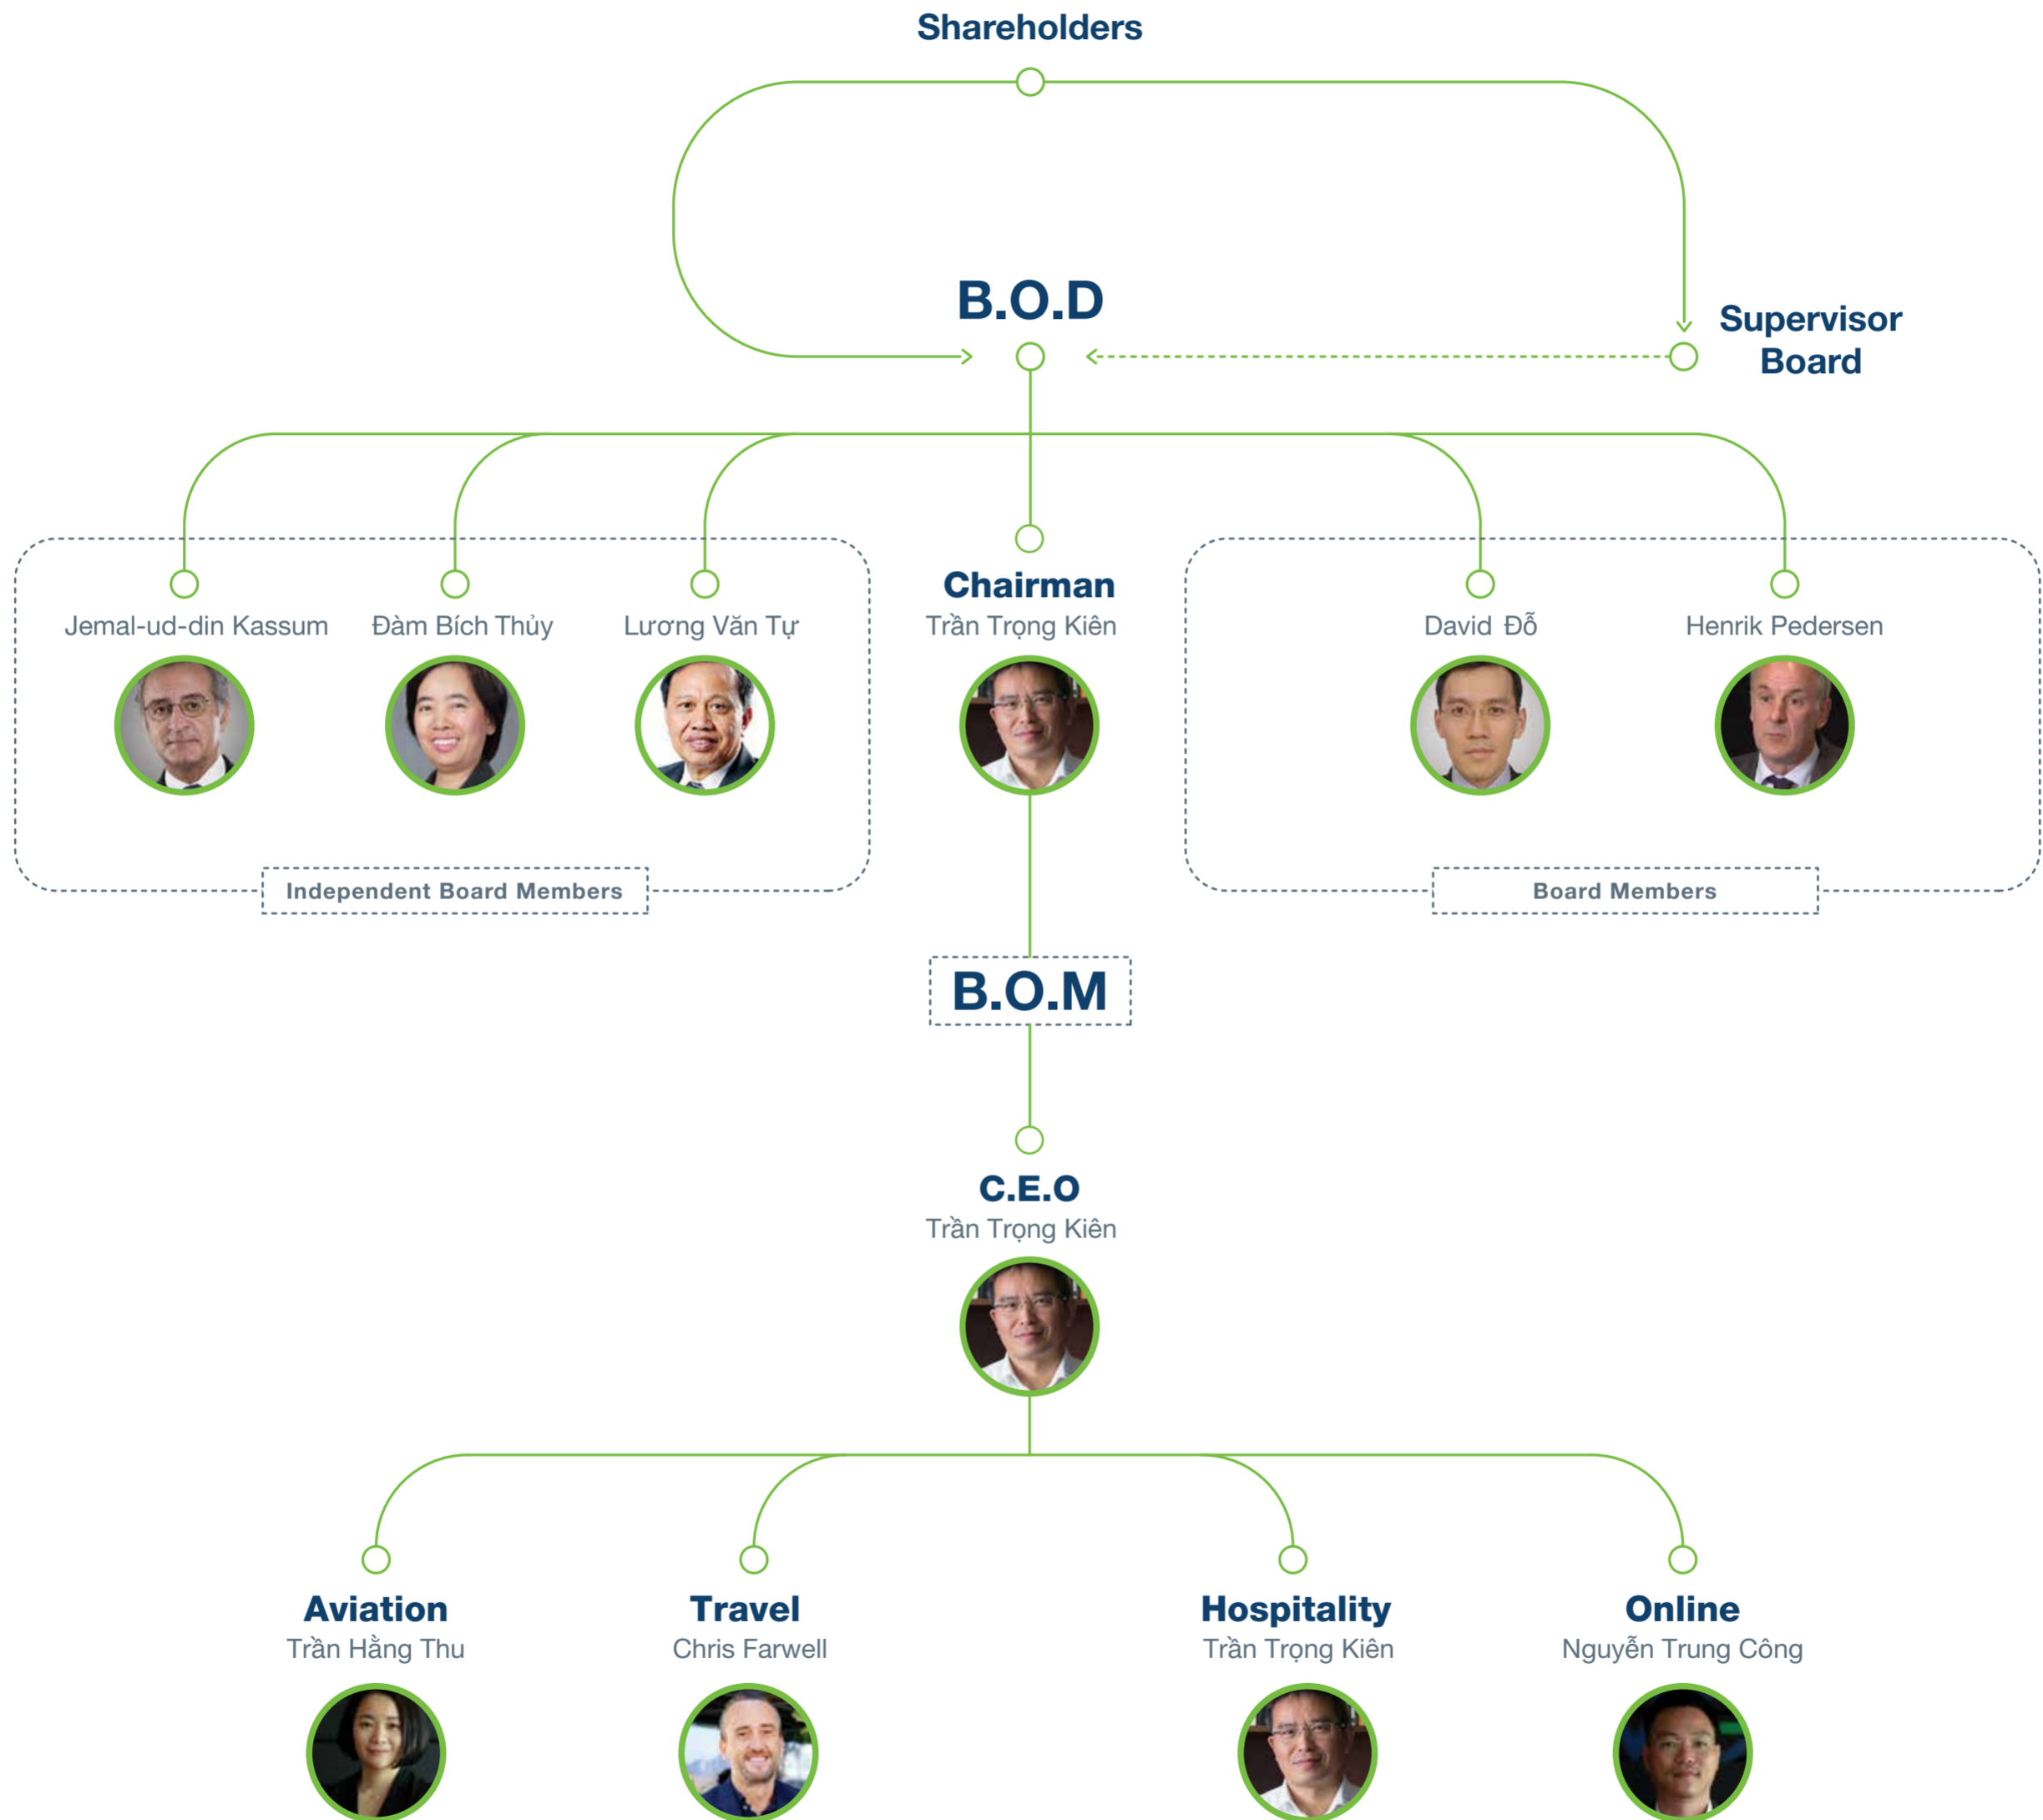 Shareholders
B.O.D
Supervisor
Board
Chairman
Jemal-ud-din Kassum
Đàm Bích Thủy
Lương Văn Tự
Trần Trọng Kiên
David Đỗ
Henrik Pedersen
Independent Board Members
Board Members
B.O.M
C.E.O
Trần Trọng Kiên
Aviation
Travel
Hospitality
Online
Trần Hằng Thu
Chris Farwell
Trần Trọng Kiên
Nguyễn Trung Công